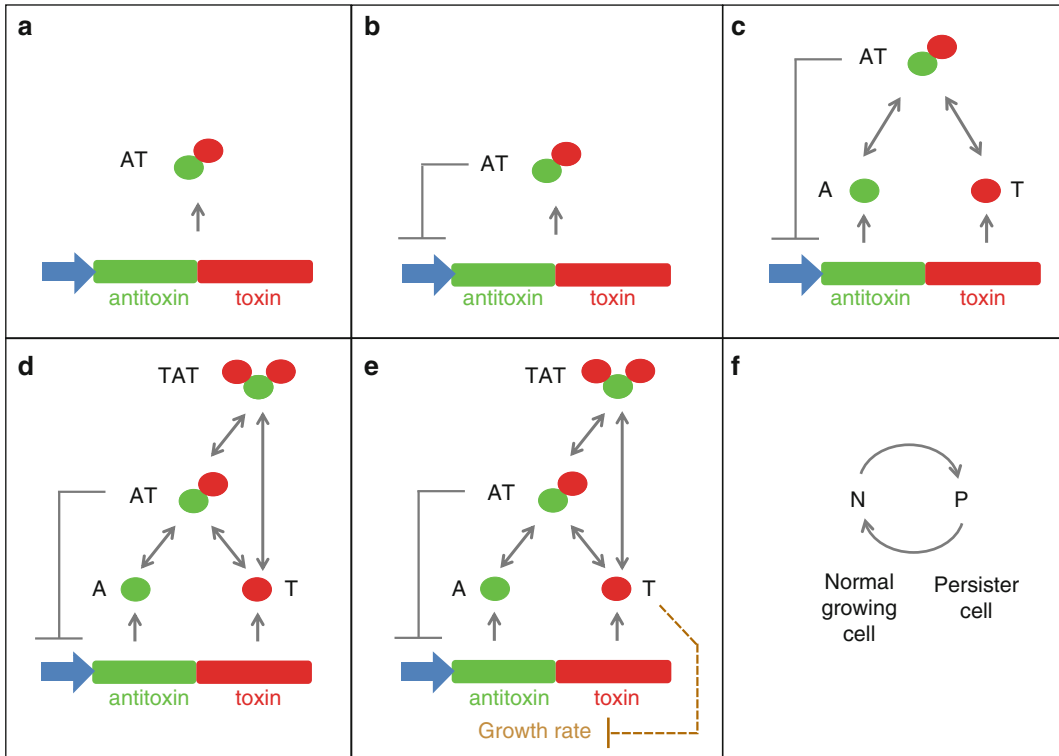 a
AT
antitoxin toxin
b
AT
antitoxin toxin
c
AT
A T
antitoxin toxin
d
TAT
AT
A T
antitoxin toxin
e
TAT
AT
A T
antitoxin toxin
Growth rate
f
N P
Normal
growing
cell
Persister
cell